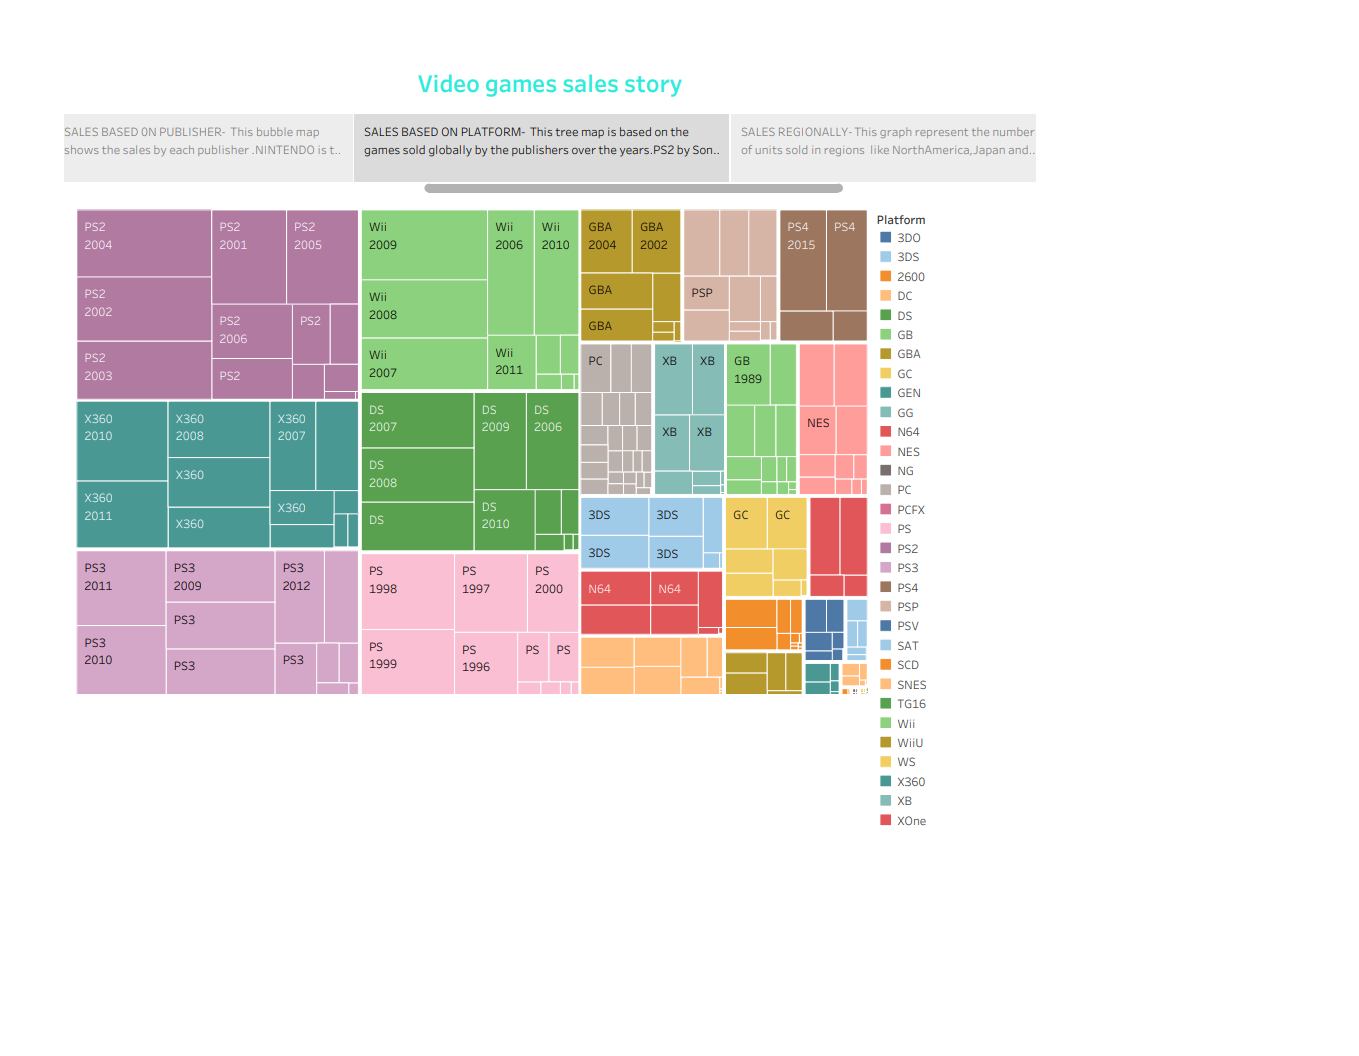 Video games sales story
SALES BASED 0N PUBLISHER- This bubble map
shows the sales by each publisher .NINTENDO is t..
SALES BASED ON PLATFORM- This tree map is based on the
games sold globally by the publishers over the years.PS2 by Son..
SALES REGIONALLY- This graph represent the number
of units sold in regions like NorthAmerica,Japan and..
PS2
2004
PS2
2001
PS2
2005
PS2
2002
PS2
2006
PS2
PS2
2003
PS2
Wii
2009
Wii
2006
Wii
2010
Wii
2008
Wii
2007
Wii
2011
GBA
2004
GBA
2002
GBA
GBA
PSP
PS4
2015
PS4
PC
XB
XB
XB
XB
GB
1989
NES
X360
2010
X360
2008
X360
2007
X360
X360
2011
X360
X360
DS
2007
DS
2009
DS
2006
DS
2008
DS
DS
2010
3DS
3DS
3DS
3DS
GC
GC
N64
N64
PS3
2011
PS3
2009
PS3
2012
PS3
PS3
2010
PS3
PS3
PS
1998
PS
1997
PS
2000
PS
1999
PS
1996
PS
PS
Platform
3DO
3DS
2600
DC
DS
GB
GBA
GC
GEN
GG
N64
NES
NG
PC
PCFX
PS
PS2
PS3
PS4
PSP
PSV
SAT
SCD
SNES
TG16
Wii
WiiU
WS
X360
XB
XOne